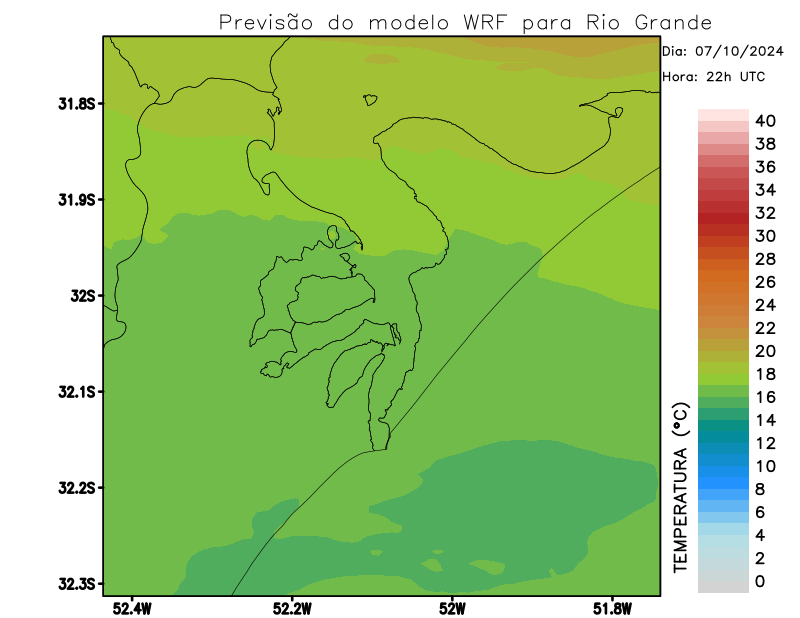 Previsão do modelo WRF para Rio Grande
Dia: 07/10/2024
Hora: 22h UTC
31.8S
31.9S
32S
32.1S
32.2S
32.3S
52.4W
52.2W
52W
51.8W
TEMPERATURA (°C)
40
38
36
34
32
30
28
26
24
22
20
18
16
14
12
10
8
6
4
2
0